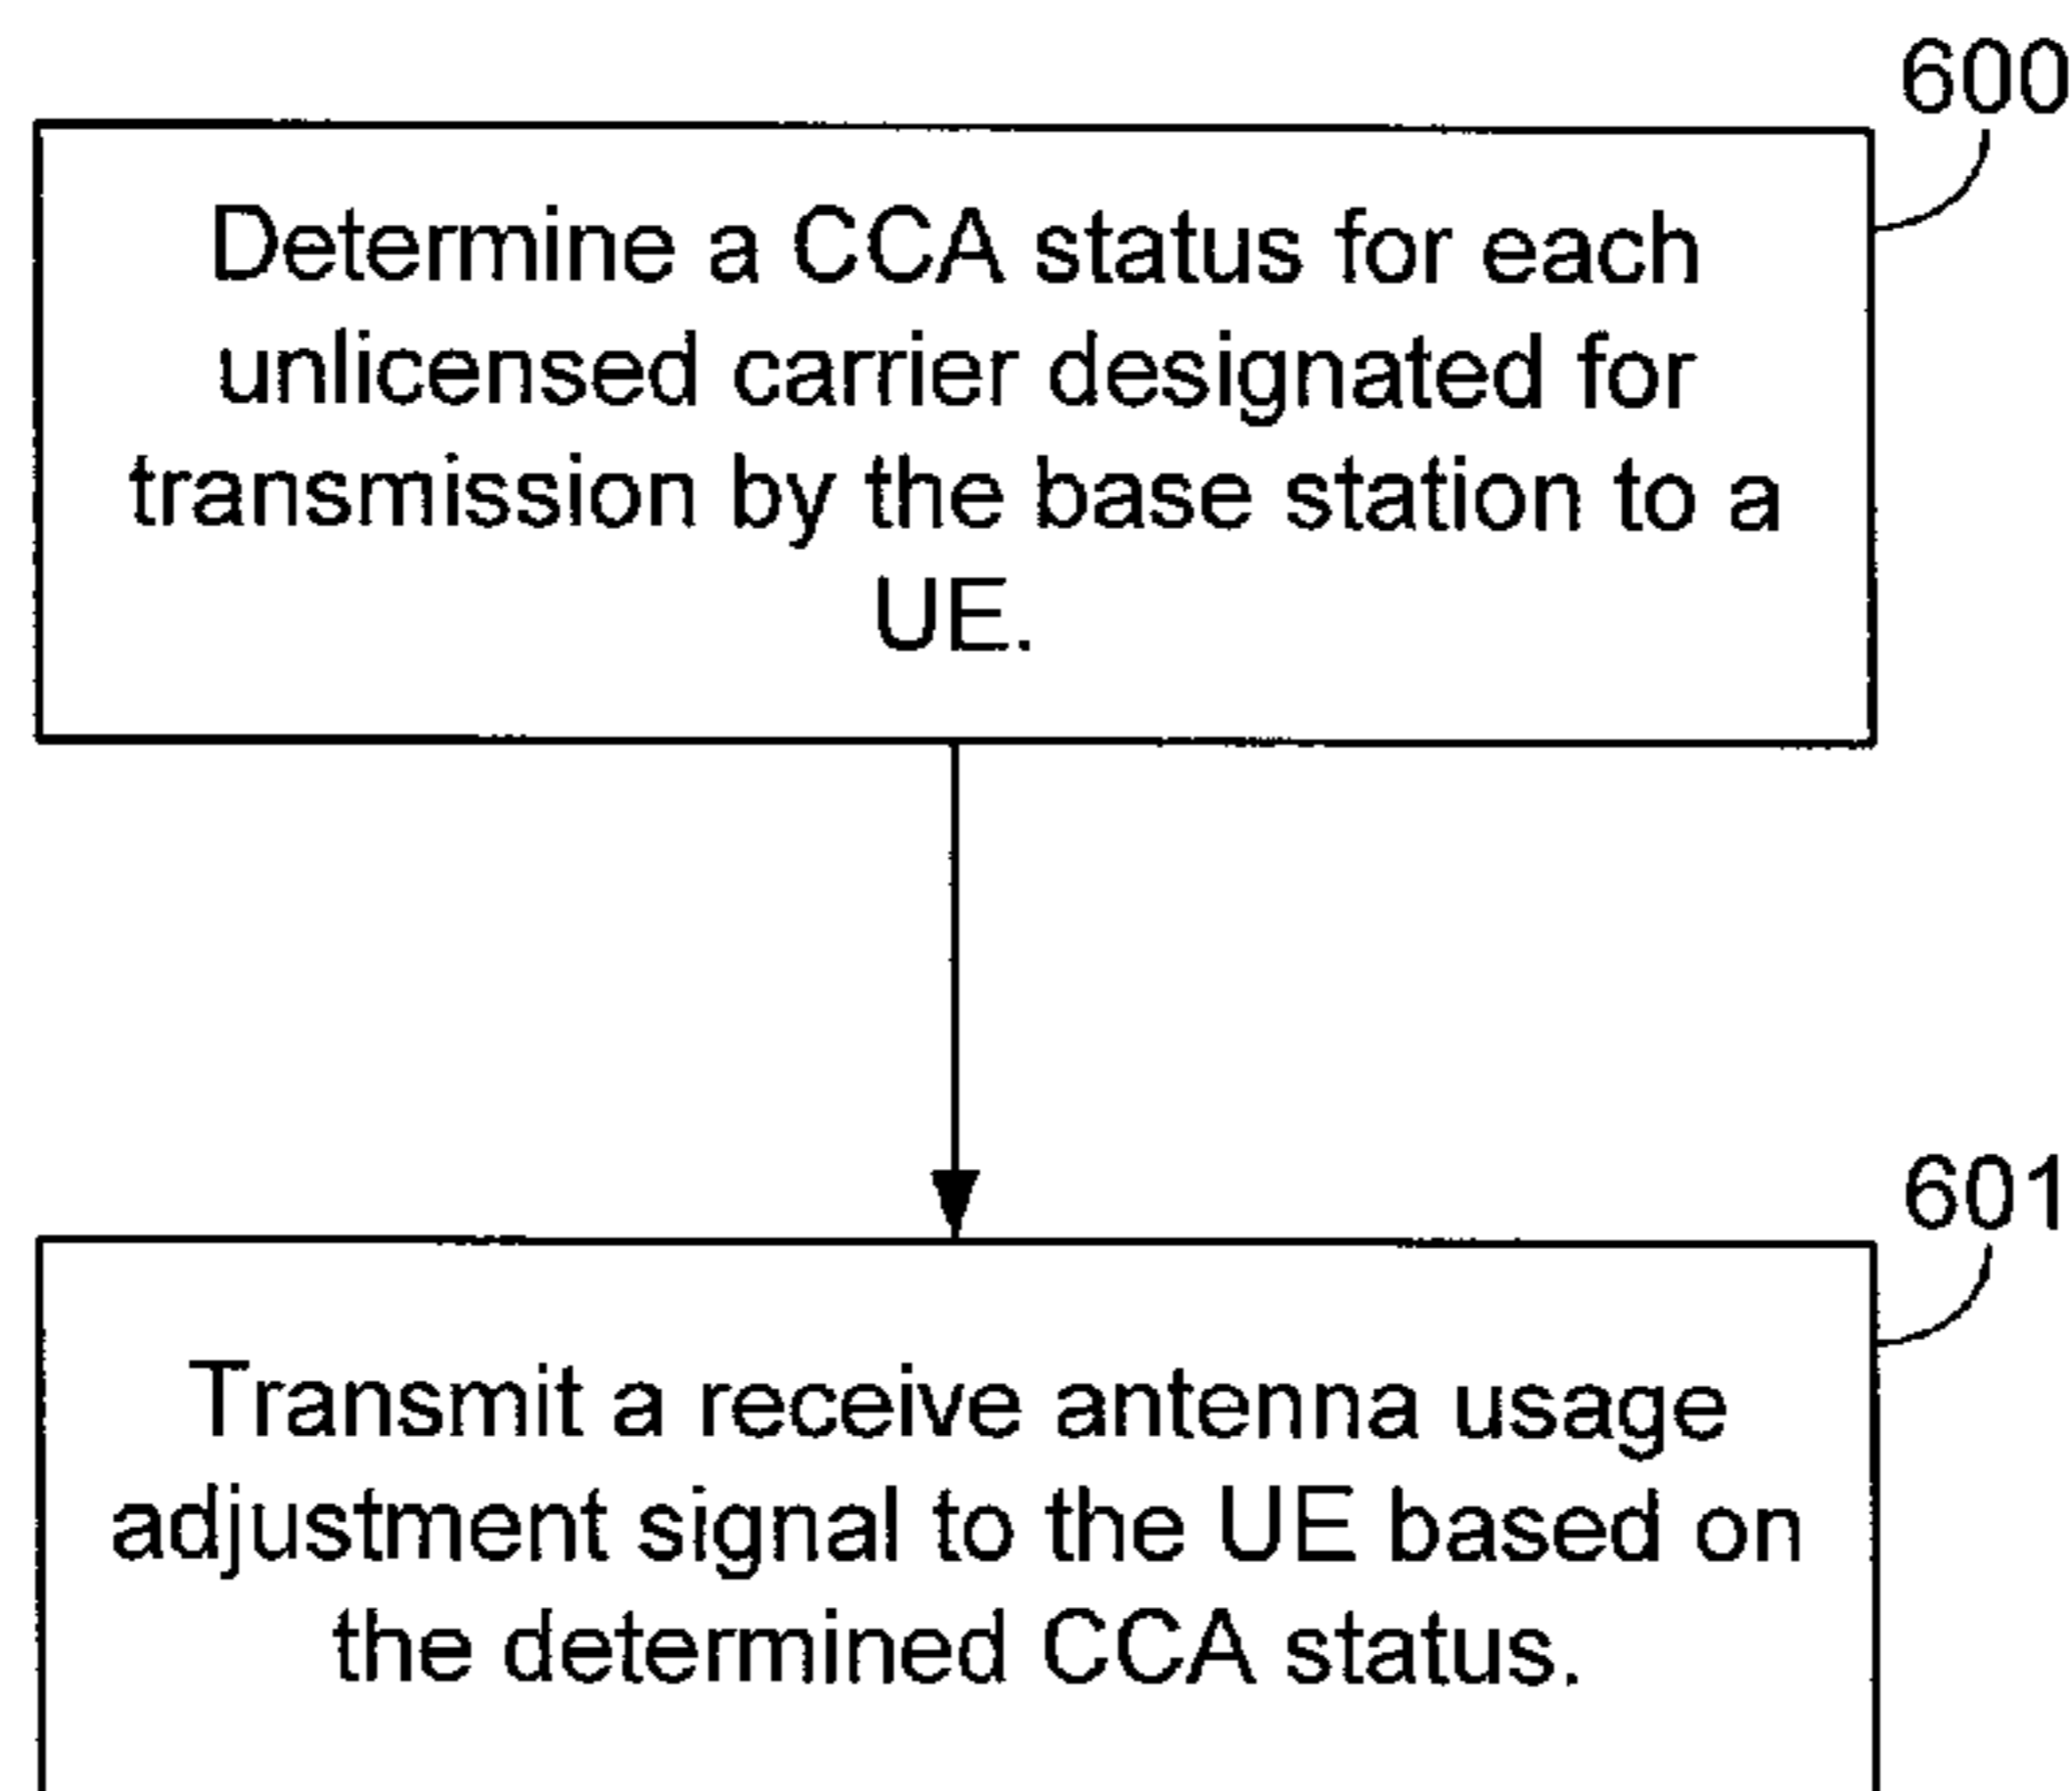 600
Determine a CCA status for each
unlicensed carrier designated for
transmission by the base station to a
UE.
601
Transmit a receive antenna usage
adjustment signal to the UE based on
the determined CCA status.